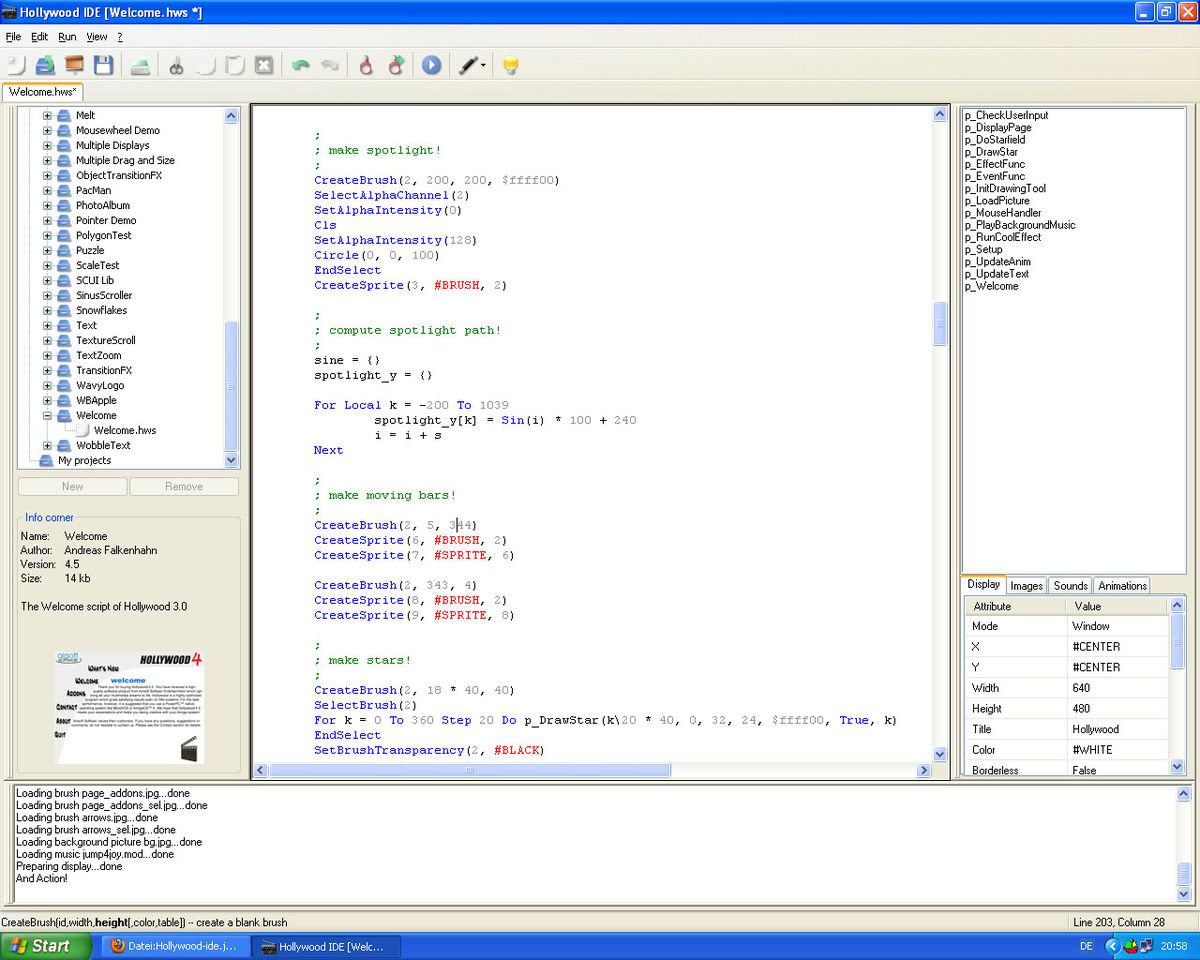 Hollywood IDE [Welcome.hws *]
File Edit Run View ?
Welcome.hws*
Melt
Mousewheel Demo
Multiple Displays
Multiple Drag and Size
ObjectTransitionFX
PacMan
PhotoAlbum
Pointer Demo
PolygonTest
Puzzle
ScaleTest
SCUI Lib
SinusScroller
Snowflakes
Text
TextureScroll
TextZoom
TransitionFX
WavyLogo
WBApple
Welcome
Welcome.hws
WobbleText
My projects
New Remove
Info corner
Name: Welcome
Author: Andreas Falkenhahn
Version: 4.5
Size: 14 kb
The Welcome script of Hollywood 3.0
HOLLYWOOD 4
What's New
Welcome
welcome
Addons
Contact
About
Quit
;
; make spotlight!
;
CreateBrush(2, 200, 200, $ffff00)
SelectAlphaChannel(2)
SetAlphaIntensity(0)
Cls
SetAlphaIntensity(128)
Circle(0, 0, 100)
EndSelect
CreateSprite(3, #BRUSH, 2)
;
; compute spotlight path!
;
sine = {}
spotlight_y = {}
For Local k = -200 To 1039
spotlight_y[k] = Sin(i) * 100 + 240
i = i + s
Next
;
; make moving bars!
;
CreateBrush(2, 5, 344)
CreateSprite(6, #BRUSH, 2)
CreateSprite(7, #SPRITE, 6)
CreateBrush(2, 343, 4)
CreateSprite(8, #BRUSH, 2)
CreateSprite(9, #SPRITE, 8)
;
; make stars!
;
CreateBrush(2, 18 * 40, 40)
SelectBrush(2)
For k = 0 To 360 Step 20 Do p_DrawStar(k\20 * 40, 0, 32, 24, $ffff00, True, k)
EndSelect
SetBrushTransparency(2, #BLACK)
p_CheckUserInput
p_DisplayPage
p_DoStarfield
p_DrawStar
p_EffectFunc
p_EventFunc
p_InitDrawingTool
p_LoadPicture
p_MouseHandler
p_PlayBackgroundMusic
p_RunCoolEffect
p_Setup
p_UpdateAnim
p_UpdateText
p_Welcome
Display Images Sounds Animations
Attribute Value
Mode Window
X #CENTER
Y #CENTER
Width 640
Height 480
Title Hollywood
Color #WHITE
Borderless False
Loading brush page_addons.jpg...done
Loading brush page_addons_sel.jpg...done
Loading brush arrows.jpg...done
Loading brush arrows_sel.jpg...done
Loading background picture bg.jpg...done
Loading music jump4joy.mod...done
Preparing display...done
And Action!
CreateBrush(id,width,height[,color,table]) -- create a blank brush
Line 203, Column 28
Start
Datei:Hollywood-ide.j...
Hollywood IDE [Welc...
DE
20:58